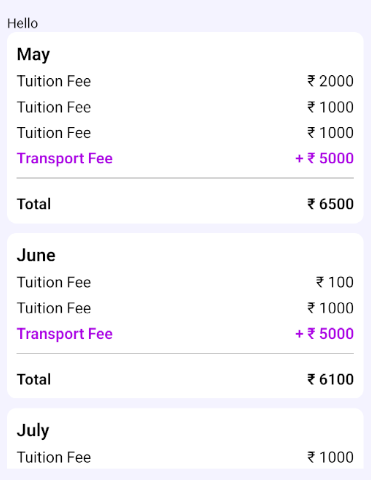 Hello
May
Tuition Fee ₹ 2000
Tuition Fee ₹ 1000
Tuition Fee ₹ 1000
Transport Fee + ₹ 5000
Total ₹ 6500
June
Tuition Fee ₹ 100
Tuition Fee ₹ 1000
Transport Fee + ₹ 5000
Total ₹ 6100
July
Tuition Fee ₹ 1000